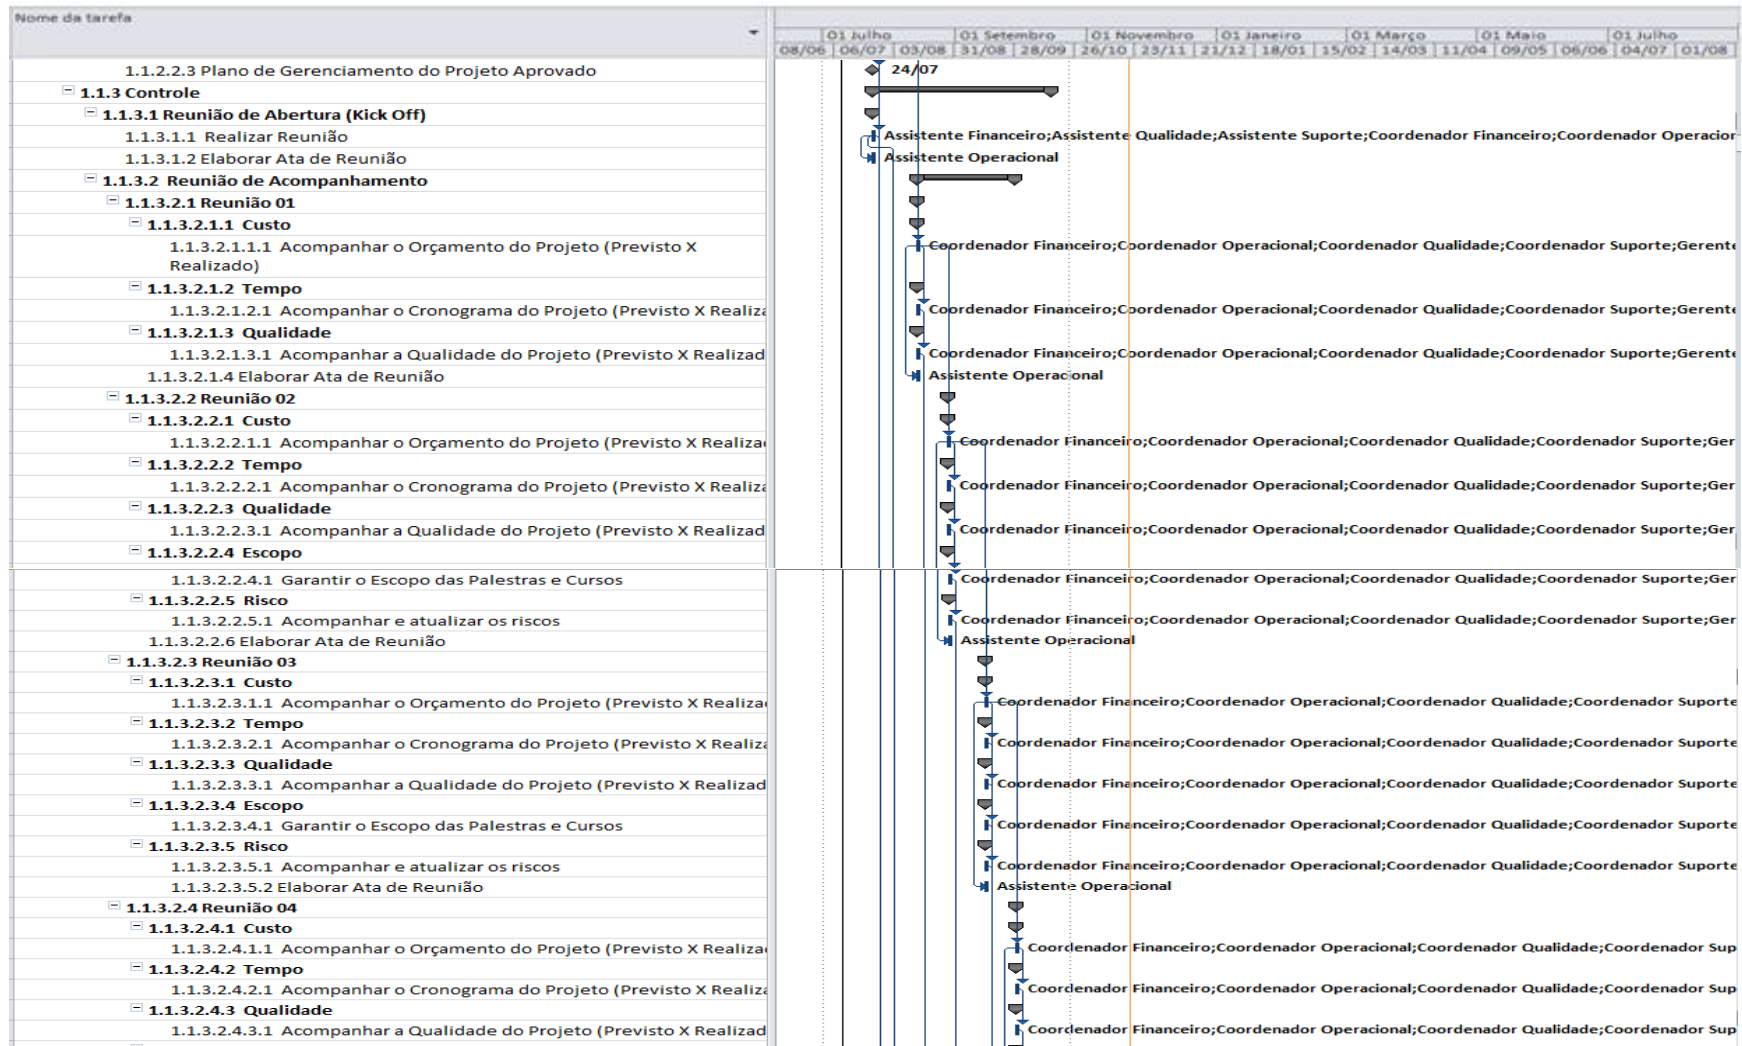 Nome da tarefa
01 Julho 01 Setembro 01 Novembro 01 Janeiro 01 Março 01 Maio 01 Julho
08/06 06/07 03/08 31/08 28/09 26/10 23/11 21/12 18/01 15/02 14/03 11/04 09/05 06/06 04/07 01/08
1.1.2.2.3 Plano de Gerenciamento do Projeto Aprovado 24/07
1.1.3 Controle
1.1.3.1 Reunião de Abertura (Kick Off)
1.1.3.1.1 Realizar Reunião Assistente Financeiro;Assistente Qualidade;Assistente Suporte;Coordenador Financeiro;Coordenador Operacior
1.1.3.1.2 Elaborar Ata de Reunião Assistente Operacional
1.1.3.2 Reunião de Acompanhamento
1.1.3.2.1 Reunião 01
1.1.3.2.1.1 Custo
1.1.3.2.1.1.1 Acompanhar o Orçamento do Projeto (Previsto X Coordenador Financeiro;Coordenador Operacional;Coordenador Qualidade;Coordenador Suporte;Gerente
Realizado)
1.1.3.2.1.2 Tempo
1.1.3.2.1.2.1 Acompanhar o Cronograma do Projeto (Previsto X Realiza Coordenador Financeiro;Coordenador Operacional;Coordenador Qualidade;Coordenador Suporte;Gerente
1.1.3.2.1.3 Qualidade
1.1.3.2.1.3.1 Acompanhar a Qualidade do Projeto (Previsto X Realizad Coordenador Financeiro;Coordenador Operacional;Coordenador Qualidade;Coordenador Suporte;Gerente
1.1.3.2.1.4 Elaborar Ata de Reunião Assistente Operacional
1.1.3.2.2 Reunião 02
1.1.3.2.2.1 Custo
1.1.3.2.2.1.1 Acompanhar o Orçamento do Projeto (Previsto X Realiza Coordenador Financeiro;Coordenador Operacional;Coordenador Qualidade;Coordenador Suporte;Ger
1.1.3.2.2.2 Tempo
1.1.3.2.2.2.1 Acompanhar o Cronograma do Projeto (Previsto X Realiza Coordenador Financeiro;Coordenador Operacional;Coordenador Qualidade;Coordenador Suporte;Ger
1.1.3.2.2.3 Qualidade
1.1.3.2.2.3.1 Acompanhar a Qualidade do Projeto (Previsto X Realizad Coordenador Financeiro;Coordenador Operacional;Coordenador Qualidade;Coordenador Suporte;Ger
1.1.3.2.2.4 Escopo
1.1.3.2.2.4.1 Garantir o Escopo das Palestras e Cursos Coordenador Financeiro;Coordenador Operacional;Coordenador Qualidade;Coordenador Suporte;Ger
1.1.3.2.2.5 Risco
1.1.3.2.2.5.1 Acompanhar e atualizar os riscos Coordenador Financeiro;Coordenador Operacional;Coordenador Qualidade;Coordenador Suporte;Ger
1.1.3.2.2.6 Elaborar Ata de Reunião Assistente Operacional
1.1.3.2.3 Reunião 03
1.1.3.2.3.1 Custo
1.1.3.2.3.1.1 Acompanhar o Orçamento do Projeto (Previsto X Realiza Coordenador Financeiro;Coordenador Operacional;Coordenador Qualidade;Coordenador Suporte
1.1.3.2.3.2 Tempo
1.1.3.2.3.2.1 Acompanhar o Cronograma do Projeto (Previsto X Realiza Coordenador Financeiro;Coordenador Operacional;Coordenador Qualidade;Coordenador Suporte
1.1.3.2.3.3 Qualidade
1.1.3.2.3.3.1 Acompanhar a Qualidade do Projeto (Previsto X Realizad Coordenador Financeiro;Coordenador Operacional;Coordenador Qualidade;Coordenador Suporte
1.1.3.2.3.4 Escopo
1.1.3.2.3.4.1 Garantir o Escopo das Palestras e Cursos Coordenador Financeiro;Coordenador Operacional;Coordenador Qualidade;Coordenador Suporte
1.1.3.2.3.5 Risco
1.1.3.2.3.5.1 Acompanhar e atualizar os riscos Coordenador Financeiro;Coordenador Operacional;Coordenador Qualidade;Coordenador Suporte
1.1.3.2.3.5.2 Elaborar Ata de Reunião Assistente Operacional
1.1.3.2.4 Reunião 04
1.1.3.2.4.1 Custo
1.1.3.2.4.1.1 Acompanhar o Orçamento do Projeto (Previsto X Realiza Coordenador Financeiro;Coordenador Operacional;Coordenador Qualidade;Coordenador Sup
1.1.3.2.4.2 Tempo
1.1.3.2.4.2.1 Acompanhar o Cronograma do Projeto (Previsto X Realiza Coordenador Financeiro;Coordenador Operacional;Coordenador Qualidade;Coordenador Sup
1.1.3.2.4.3 Qualidade
1.1.3.2.4.3.1 Acompanhar a Qualidade do Projeto (Previsto X Realizad Coordenador Financeiro;Coordenador Operacional;Coordenador Qualidade;Coordenador Sup